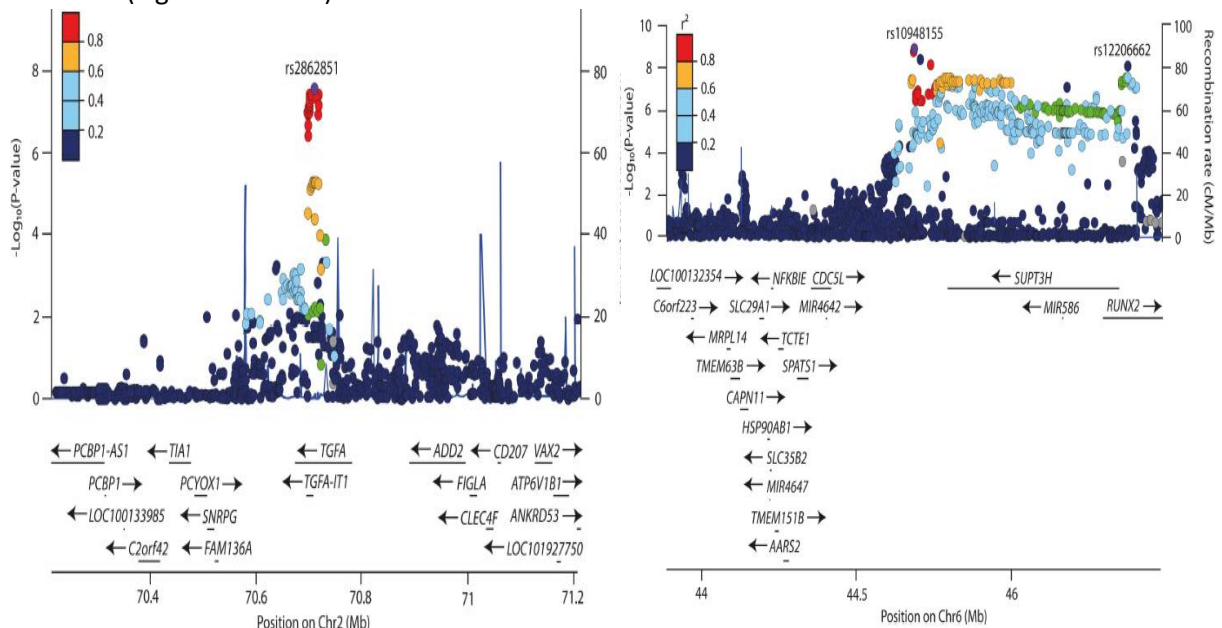 rs2862851
0.8
0.6
0.4
0.2
8
6
4
2
0
-Log₁₀(P-value)
80
60
40
20
0
← PCBP1-AS1
← TIA1
← TGFA
← ADD2
← CD207
VAX2 →
PCBP1 →
PCYOX1 →
← TGFA-IT1
← FIGLA
ATP6V1B1 →
← LOC100133985
← SNRPG
← CLEC4F
ANKRD53 →
← C2orf42
← FAM136A
← LOC101927750
70.4
70.6
70.8
71
71.2
Position on Chr2 (Mb)
r²
0.8
0.6
0.4
0.2
rs10948155
rs12206662
10
8
6
4
2
0
-Log₁₀(P-value)
100
80
60
40
20
0
Recombination rate (cM/Mb)
LOC100132354 →
← NFKBIE
CDC5L →
← SUPT3H
C6orf223 →
SLC29A1 →
MIR4642 →
← MIR586
RUNX2 →
← MRPL14
← TCTE1
TMEM63B →
SPATS1 →
CAPN11 →
HSP90AB1 →
← SLC35B2
← MIR4647
TMEM151B →
← AARS2
44
44.5
46
Position on Chr6 (Mb)